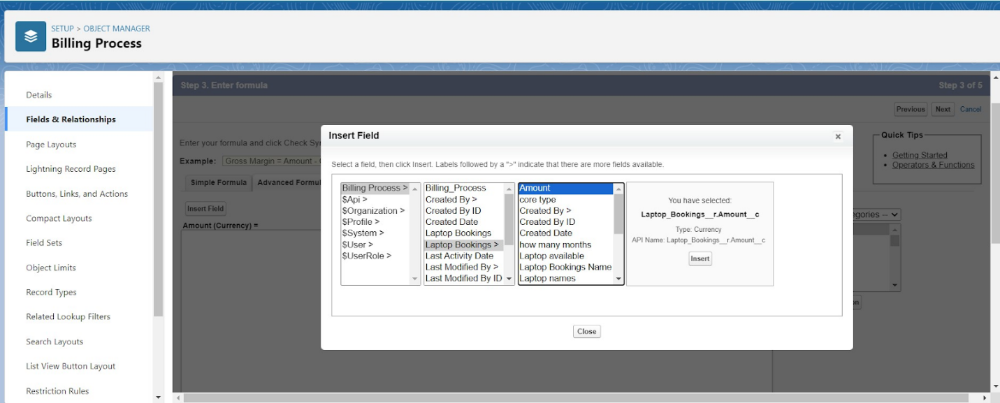 SETUP > OBJECT MANAGER
Billing Process
Details
Fields & Relationships
Page Layouts
Lightning Record Pages
Buttons, Links, and Actions
Compact Layouts
Field Sets
Object Limits
Record Types
Related Lookup Filters
Search Layouts
List View Button Layout
Restriction Rules
Step 3. Enter formula
Step 3 of 5
Previous Next Cancel
Enter your formula and click Check Sy
Example: Gross Margin = Amount -
Simple Formula Advanced Formul
Insert Field
Amount (Currency) =
Quick Tips
Getting Started
Operators & Functions
egories --
Insert Field
Select a field, then click Insert. Labels followed by a ">" indicate that there are more fields available.
Billing Process >
$Api >
$Organization >
$Profile >
$System >
$User >
$UserRole >
Billing_Process
Created By >
Created By ID
Created Date
Laptop Bookings
Laptop Bookings >
Last Activity Date
Last Modified By >
Last Modified By ID
Amount
core type
Created By >
Created By ID
Created Date
how many months
Laptop available
Laptop Bookings Name
Laptop names
You have selected:
Laptop_Bookings__r.Amount__c
Type: Currency
API Name: Laptop_Bookings__r.Amount__c
Insert
Close